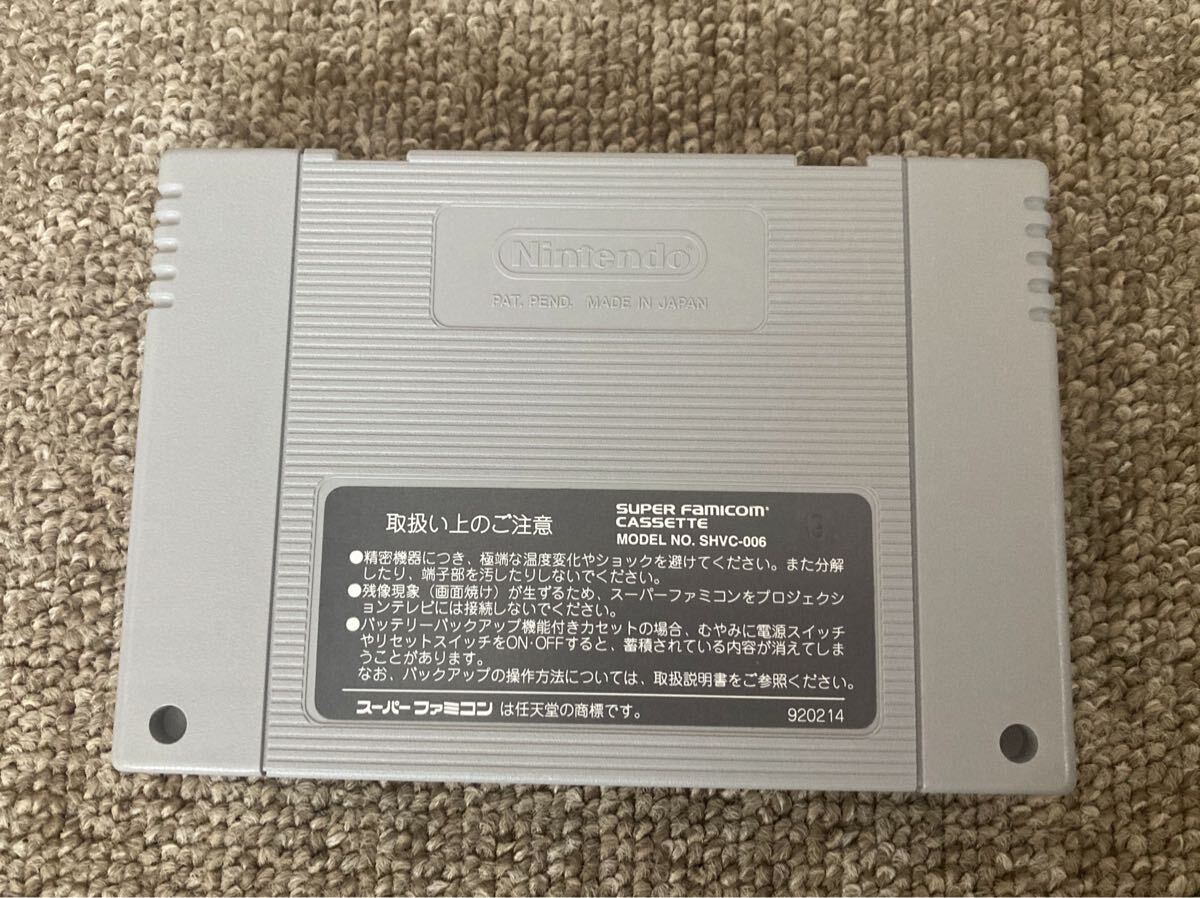 Nintendo
PAT. PEND. MADE IN JAPAN
取扱い上のご注意
SUPER FAMICOM
CASSETTE
MODEL NO. SHVC-006
●精密機器につき、極端な温度変化やショックを避けてください。また分解
したり、端子部を汚したりしないでください。
●残像現象（画面焼け）が生ずるため、スーパーファミコンをプロジェクシ
ョンテレビには接続しないでください。
●バッテリーバックアップ機能付きカセットの場合、むやみに電源スイッチ
やリセットスイッチをON·OFFすると、蓄積されている内容が消えてしま
うことがあります。
なお、バックアップの操作方法については、取扱説明書をご参照ください。
スーパーファミコンは任天堂の商標です。
920214